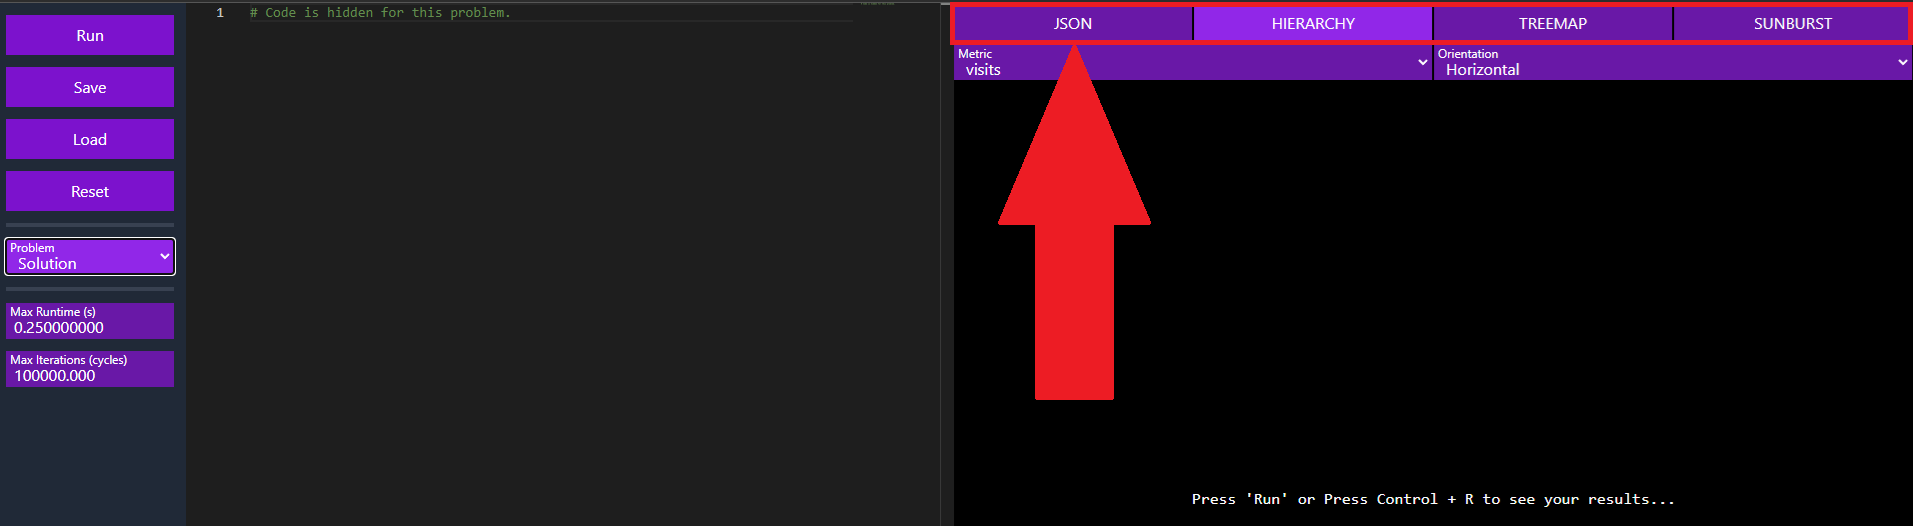 Run
Save
Load
Reset
Problem
Solution
Max Runtime (s)
0.250000000
Max Iterations (cycles)
100000.000
1 # Code is hidden for this problem.
JSON HIERARCHY TREEMAP SUNBURST
Metric
visits
Orientation
Horizontal
Press 'Run' or Press Control + R to see your results...